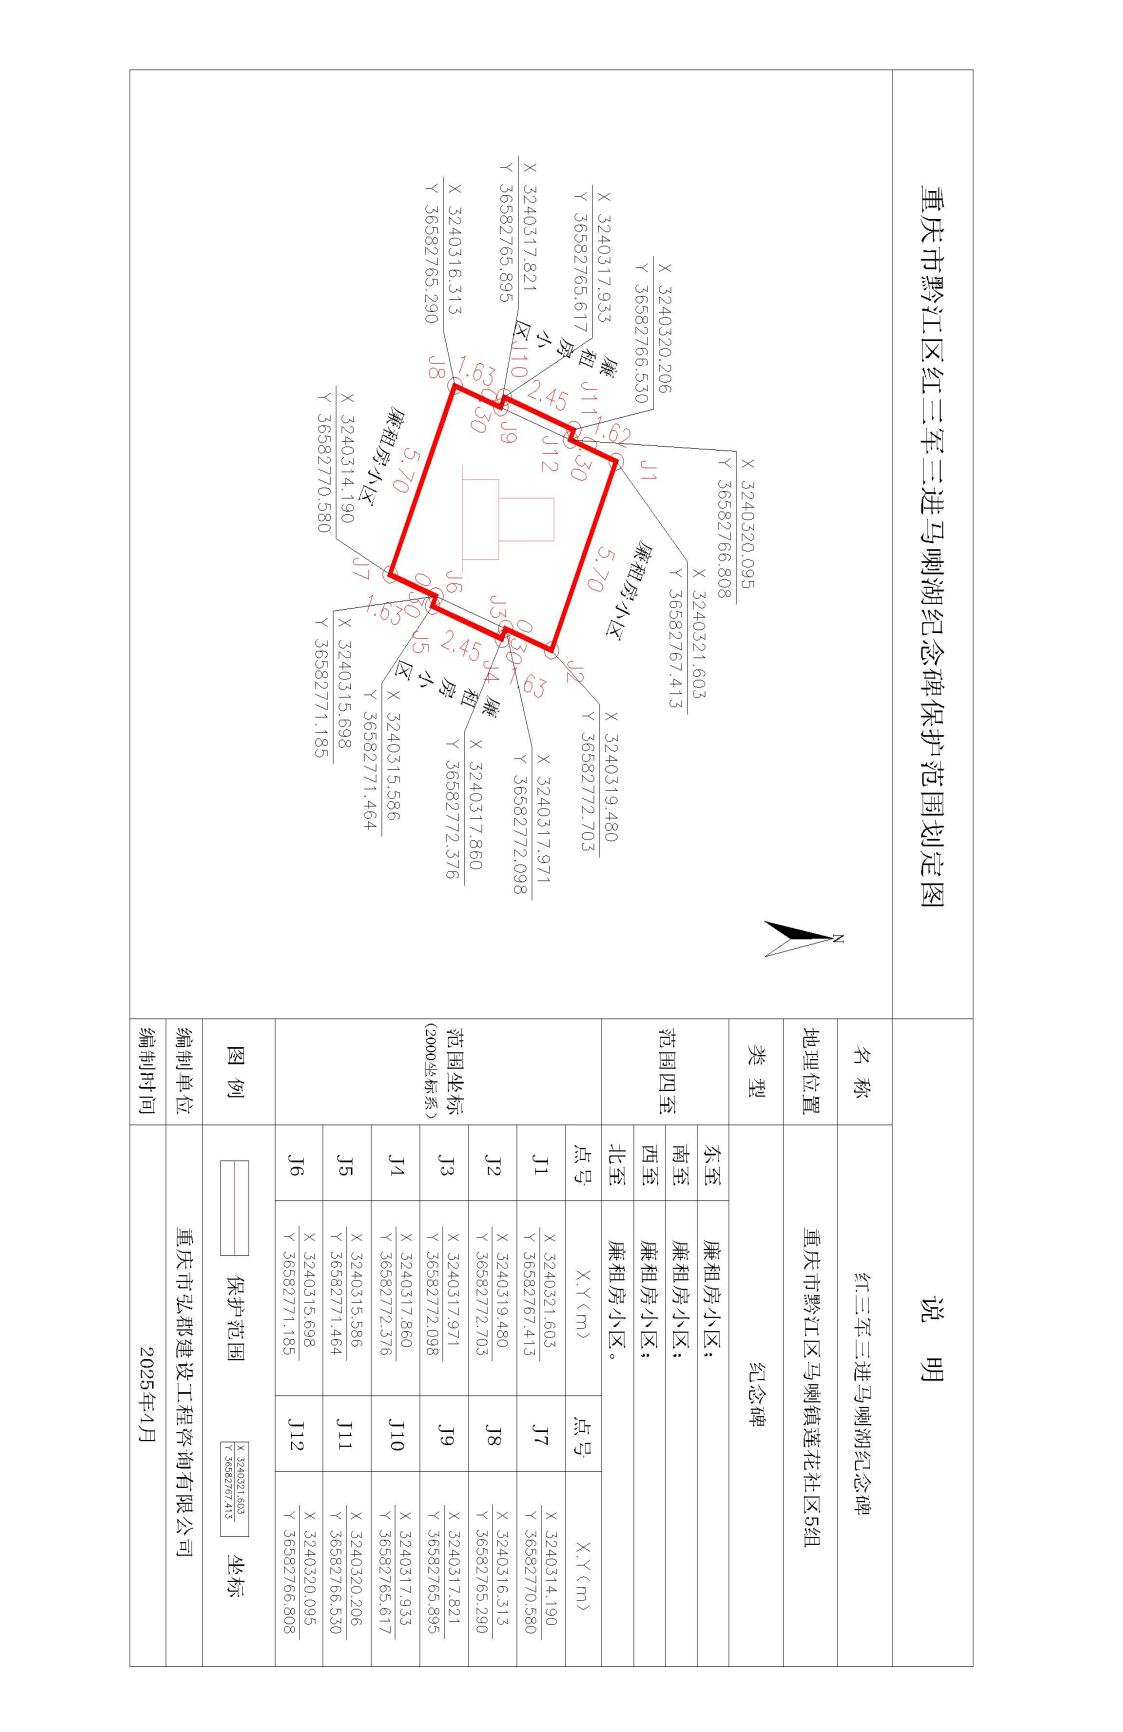 重庆市黔江区红三军三进马喇湖纪念碑保护范围划定图
N
X 3240320.206
Y 36582766.530
X 3240317.933
Y 36582765.617
X 3240317.821
Y 36582765.895
X 3240316.313
Y 36582765.290
X 3240320.095
Y 36582766.808
X 3240321.603
Y 36582767.413
X 3240319.480
Y 36582772.703
X 3240317.971
Y 36582772.098
X 3240317.860
Y 36582772.376
X 3240315.586
Y 36582771.464
X 3240315.698
Y 36582771.185
X 3240314.190
Y 36582770.580
J1
J2
J3
J4
J5
J6
J7
J8
J9
J10
J11
J12
1.62
0.30
2.45
0.30
1.63
5.70
1.63
0.30
2.45
0.30
1.63
5.70
廉租房小区
廉租房小区
廉租房小区
廉租房小区
说 明
名 称 红三军三进马喇湖纪念碑
地理位置 重庆市黔江区马喇镇莲花社区5组
类 型 纪念碑
范围四至
东至 廉租房小区；
南至 廉租房小区；
西至 廉租房小区；
北至 廉租房小区。
范围坐标
(2000坐标系)
点号 X.Y(m) 点号 X.Y(m)
J1 X 3240321.603 J7 X 3240314.190
Y 36582767.413 Y 36582770.580
J2 X 3240319.480 J8 X 3240316.313
Y 36582772.703 Y 36582765.290
J3 X 3240317.971 J9 X 3240317.821
Y 36582772.098 Y 36582765.895
J4 X 3240317.860 J10 X 3240317.933
Y 36582772.376 Y 36582765.617
J5 X 3240315.586 J11 X 3240320.206
Y 36582771.464 Y 36582766.530
J6 X 3240315.698 J12 X 3240320.095
Y 36582771.185 Y 36582766.808
图 例 保护范围 X 3240321.603 坐标
Y 36582767.413
编制单位 重庆市弘郡建设工程咨询有限公司
编制时间 2025年4月